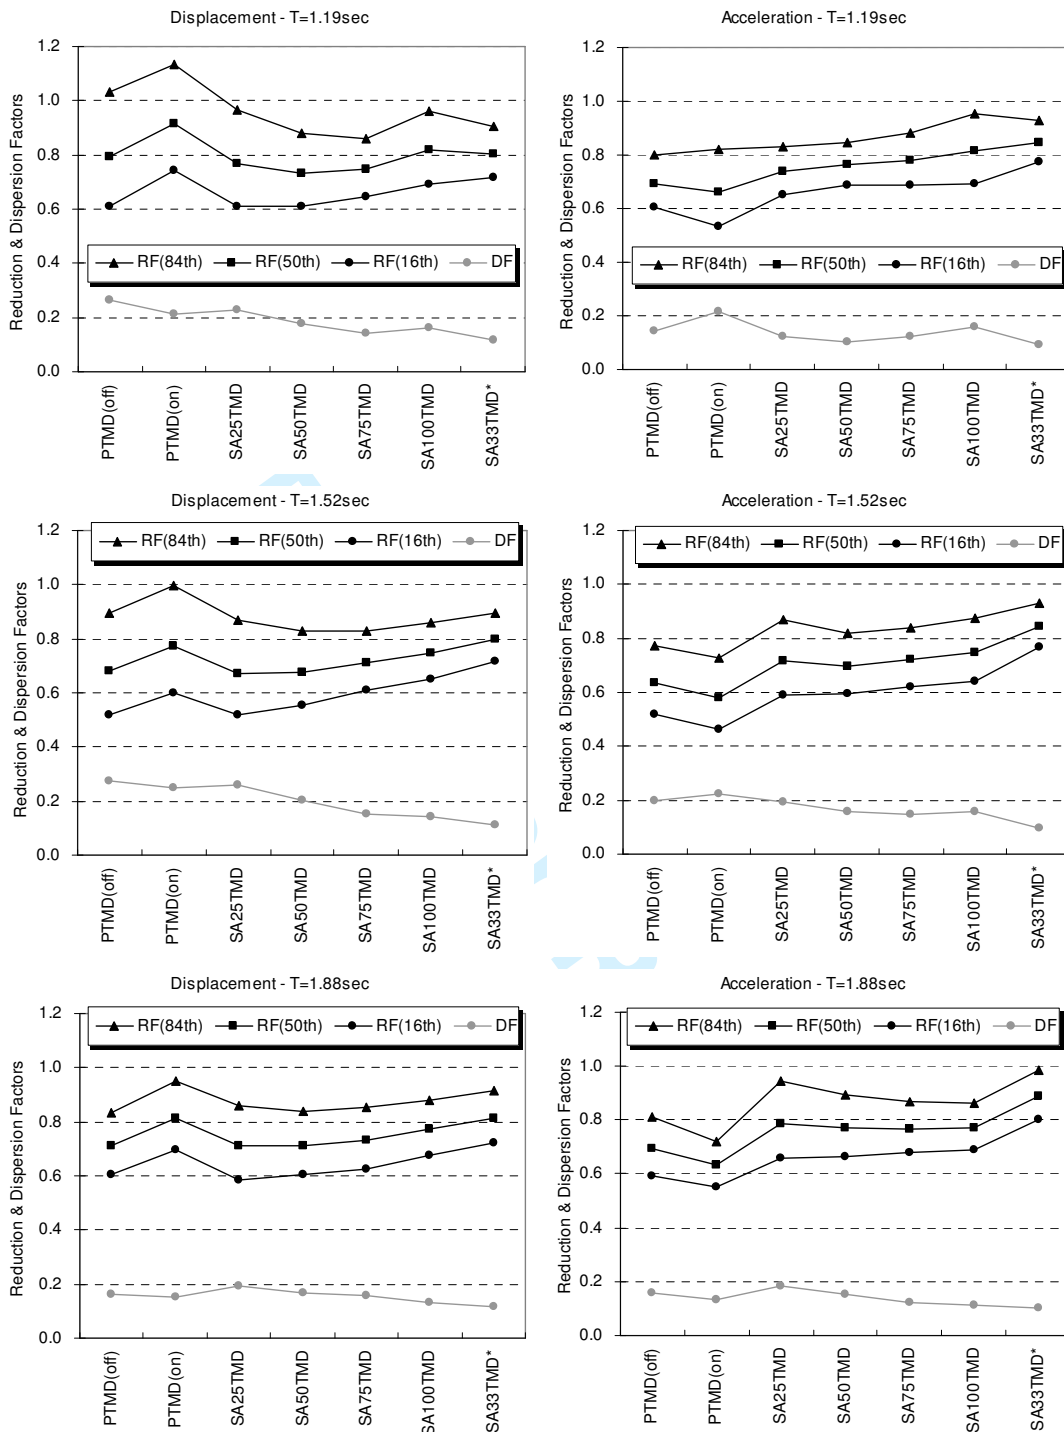 Displacement - T=1.19sec
Reduction & Dispersion Factors
1.2
1.0
0.8
0.6
0.4
0.2
0.0
RF(84th) RF(50th) RF(16th) DF
PTMD(off)
PTMD(on)
SA25TMD
SA50TMD
SA75TMD
SA100TMD
SA33TMD*
Acceleration - T=1.19sec
Reduction & Dispersion Factors
1.2
1.0
0.8
0.6
0.4
0.2
0.0
RF(84th) RF(50th) RF(16th) DF
PTMD(off)
PTMD(on)
SA25TMD
SA50TMD
SA75TMD
SA100TMD
SA33TMD*
Displacement - T=1.52sec
Reduction & Dispersion Factors
1.2
1.0
0.8
0.6
0.4
0.2
0.0
RF(84th) RF(50th) RF(16th) DF
PTMD(off)
PTMD(on)
SA25TMD
SA50TMD
SA75TMD
SA100TMD
SA33TMD*
Acceleration - T=1.52sec
Reduction & Dispersion Factors
1.2
1.0
0.8
0.6
0.4
0.2
0.0
RF(84th) RF(50th) RF(16th) DF
PTMD(off)
PTMD(on)
SA25TMD
SA50TMD
SA75TMD
SA100TMD
SA33TMD*
Displacement - T=1.88sec
Reduction & Dispersion Factors
1.2
1.0
0.8
0.6
0.4
0.2
0.0
RF(84th) RF(50th) RF(16th) DF
PTMD(off)
PTMD(on)
SA25TMD
SA50TMD
SA75TMD
SA100TMD
SA33TMD*
Acceleration - T=1.88sec
Reduction & Dispersion Factors
1.2
1.0
0.8
0.6
0.4
0.2
0.0
RF(84th) RF(50th) RF(16th) DF
PTMD(off)
PTMD(on)
SA25TMD
SA50TMD
SA75TMD
SA100TMD
SA33TMD*